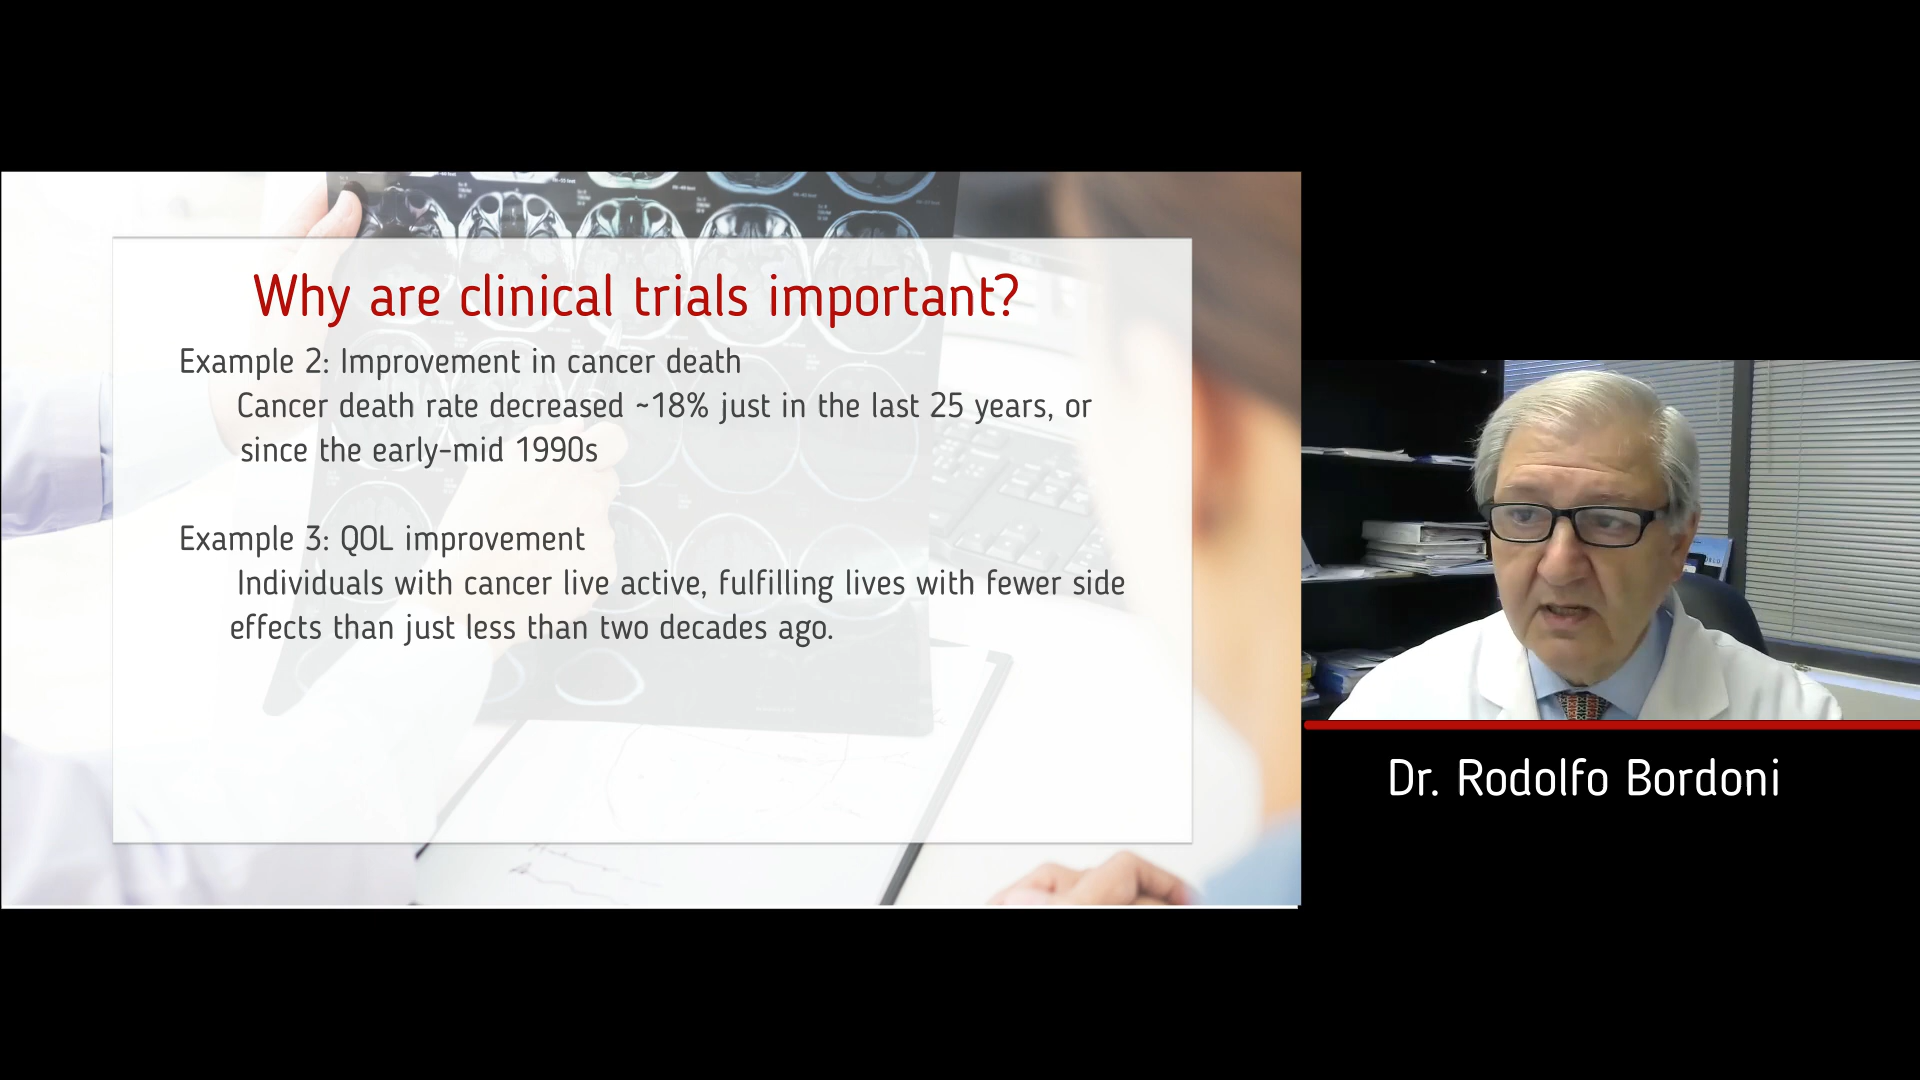 Why are clinical trials important?
Example 2: Improvement in cancer death
Cancer death rate decreased ~18% just in the last 25 years, or
since the early-mid 1990s
Example 3: QOL improvement
Individuals with cancer live active, fulfilling lives with fewer side
effects than just less than two decades ago.
Dr. Rodolfo Bordoni